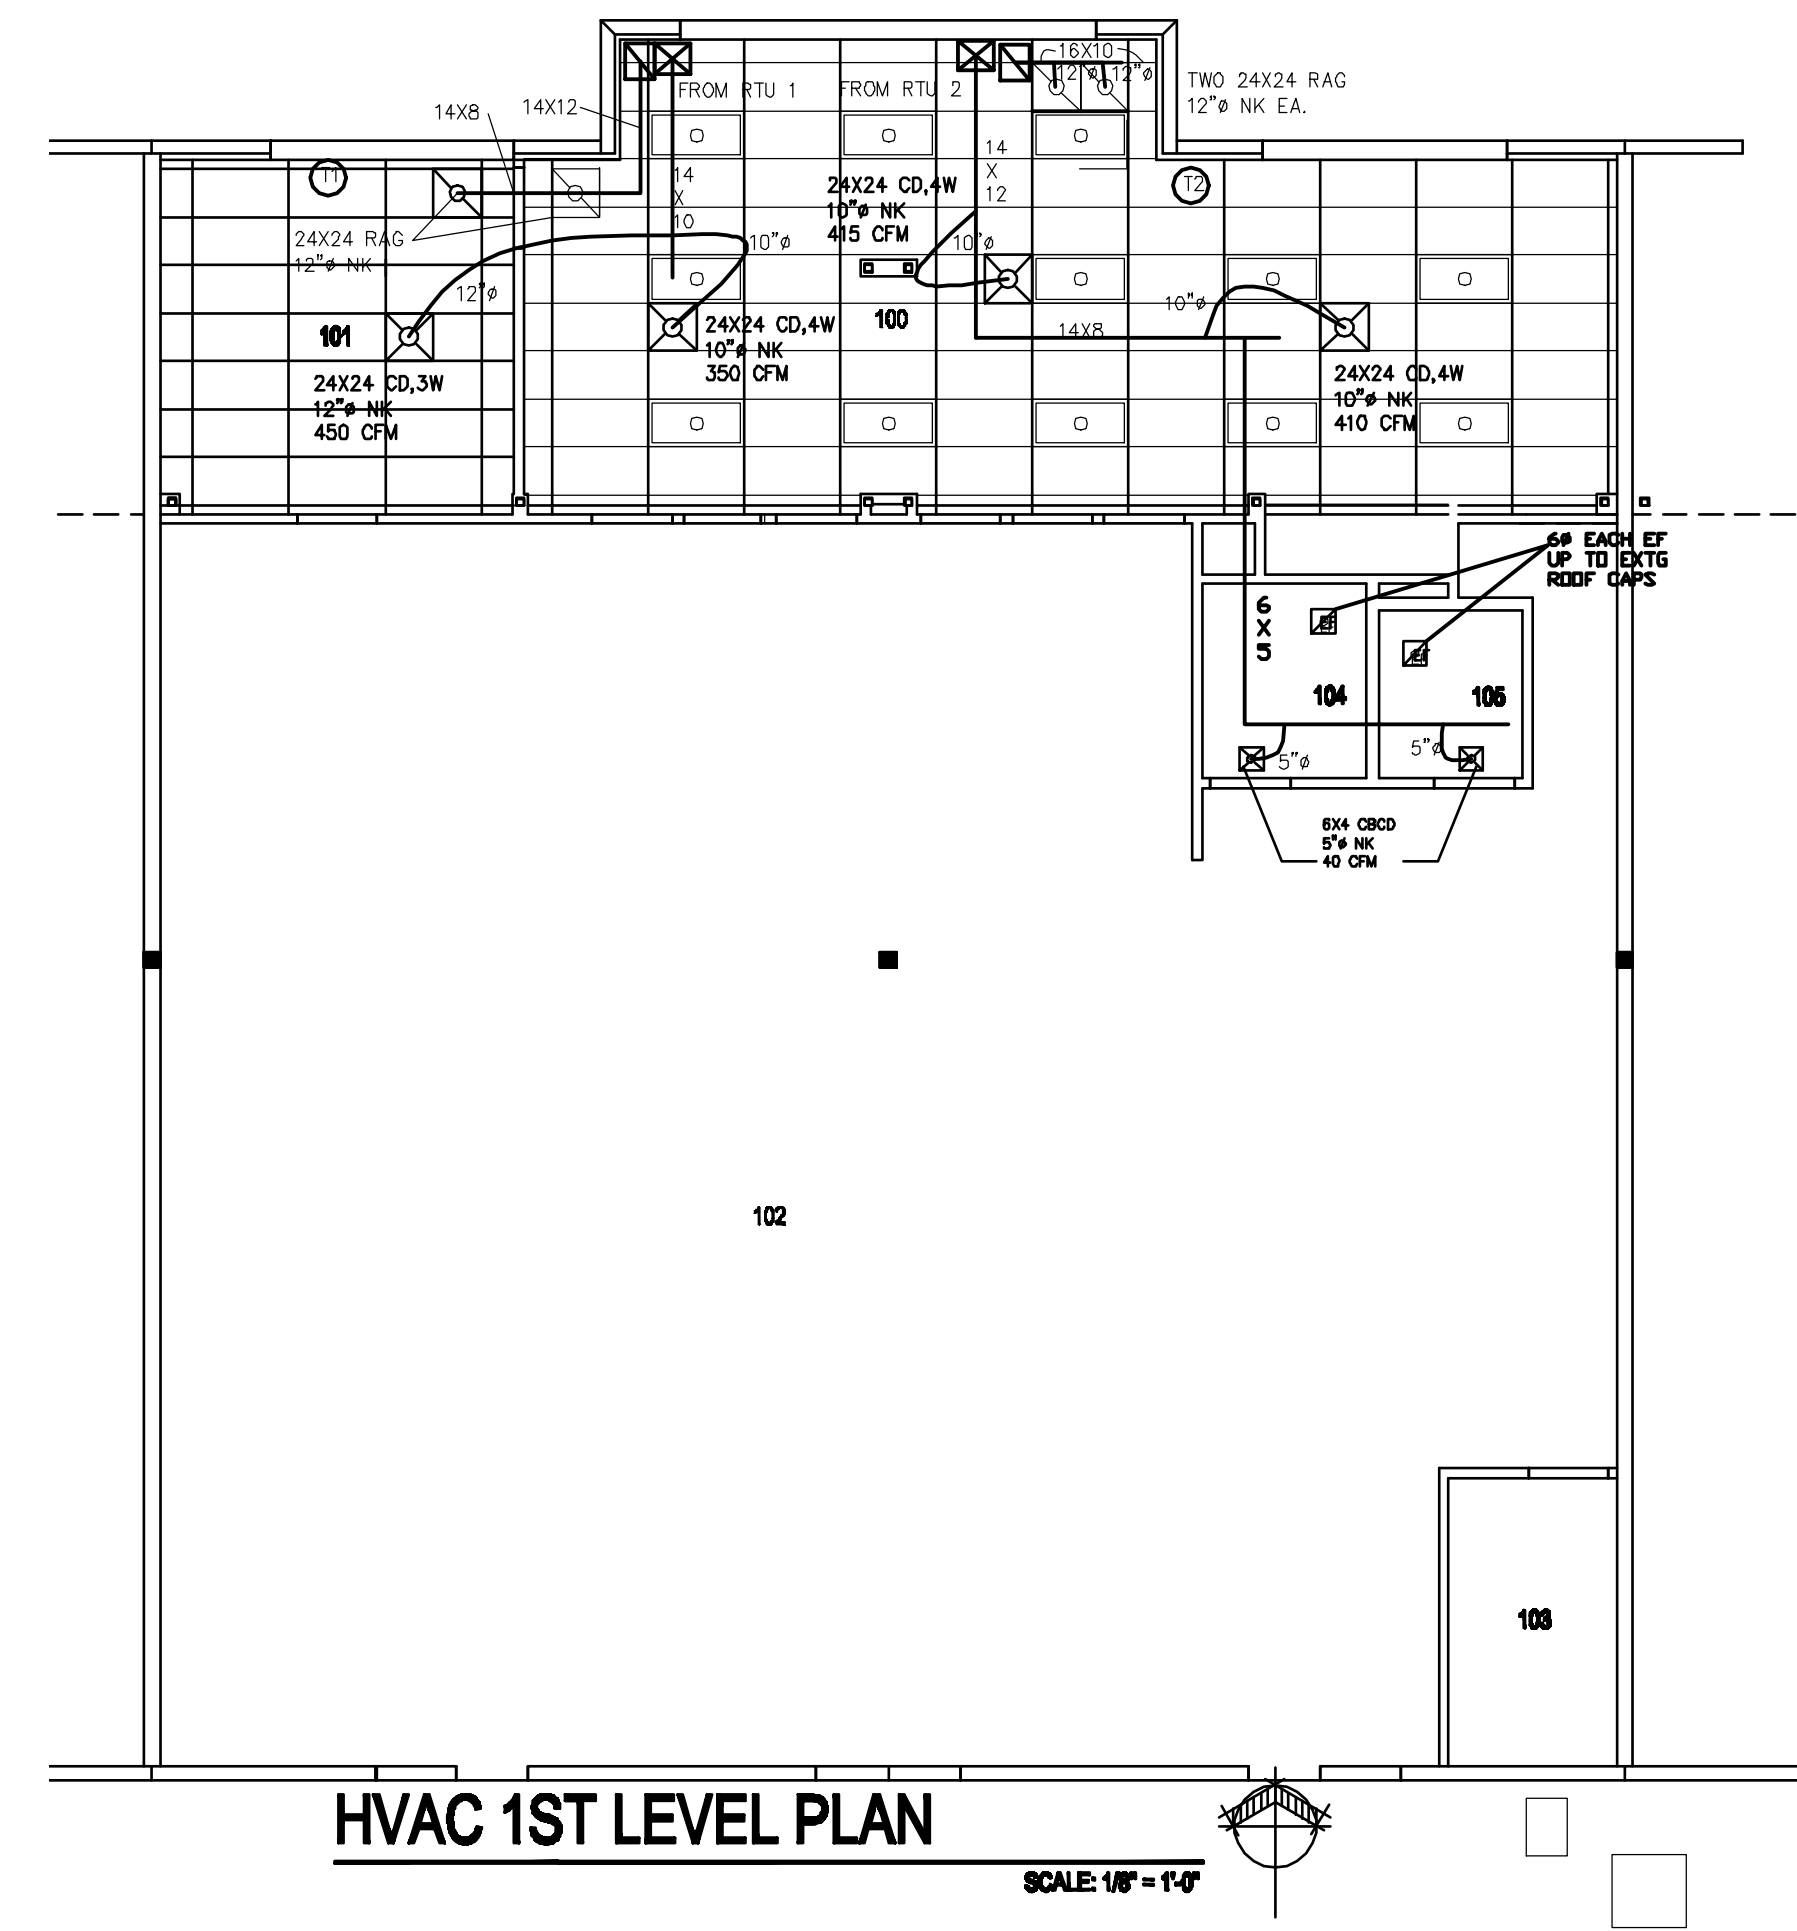 16X10
12"ø 12"ø
FROM RTU 1
FROM RTU 2
TWO 24X24 RAG
12"ø NK EA.
14X8
14X12
T1
14
X
10
24X24 CD,4W
10"ø NK
415 CFM
14
X
12
T2
24X24 RAG
12"ø NK
10"ø
10"ø
12"ø
10"ø
101
24X24 CD,4W
10"ø NK
350 CFM
100
14X8
24X24 CD,3W
12"ø NK
450 CFM
24X24 CD,4W
10"ø NK
410 CFM
6ø EACH EF
UP TO EXTG
ROOF CAPS
6
X
5
EF
EF
104
105
5"ø
5"ø
6X4 CBCD
5"ø NK
40 CFM
102
103
HVAC 1ST LEVEL PLAN
SCALE: 1/8" = 1'-0"